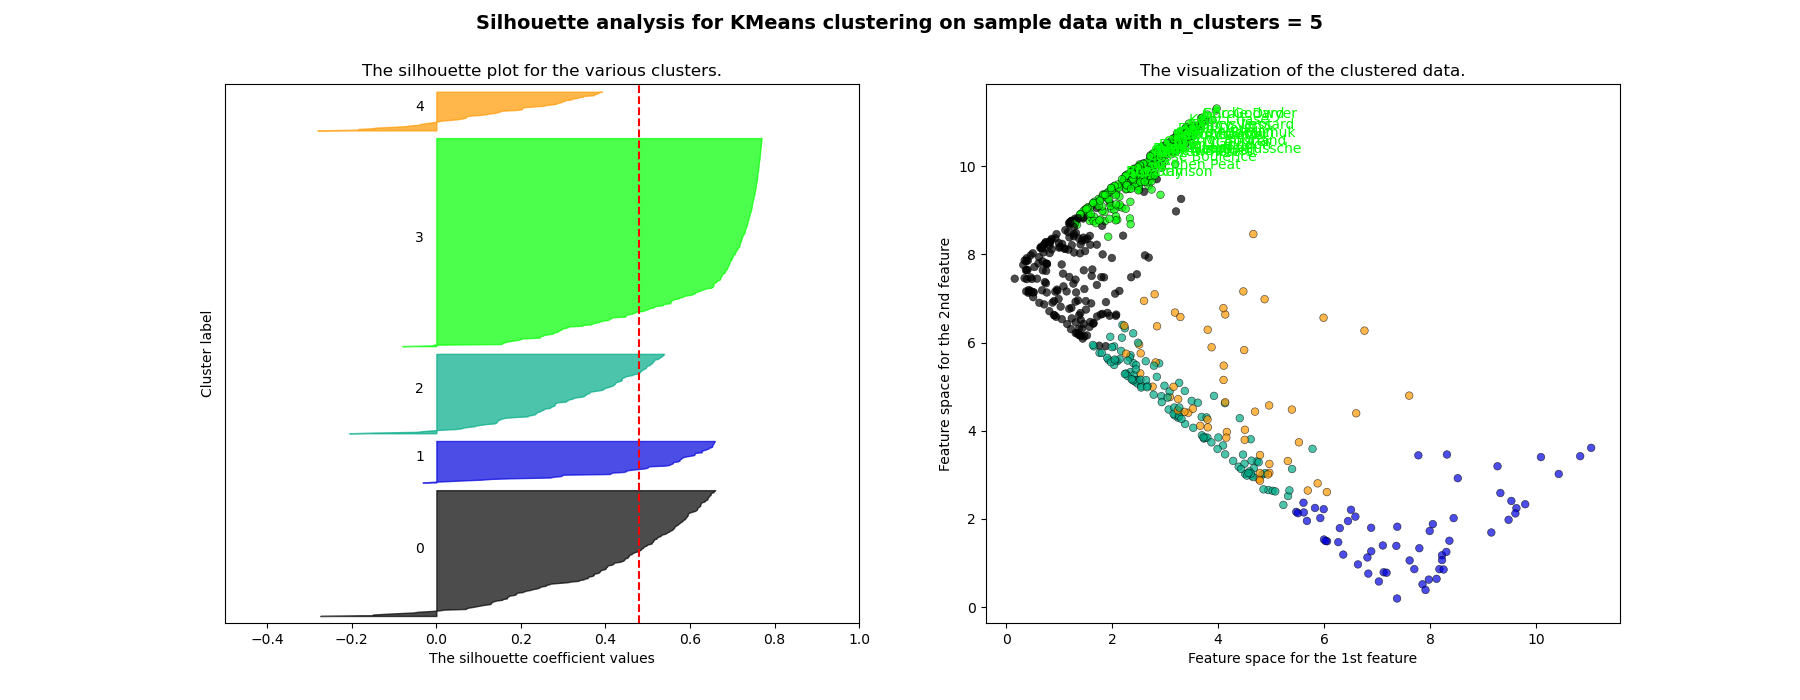 Silhouette analysis for KMeans clustering on sample data with n_clusters = 5
The silhouette plot for the various clusters.
4
3
2
1
0
Cluster label
−0.4 −0.2 0.0 0.2 0.4 0.6 0.8 1.0
The silhouette coefficient values
The visualization of the clustered data.
Peat
10
8
6
4
2
0
Feature space for the 2nd feature
0 2 4 6 8 10
Feature space for the 1st feature